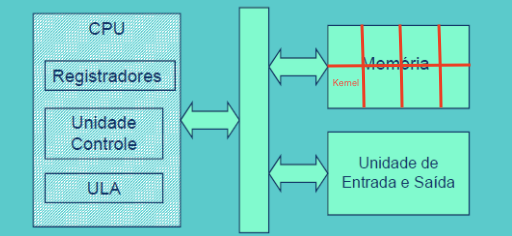 CPU
Registradores
Unidade
Controle
ULA
Memória
Kernel
Unidade de
Entrada e Saída